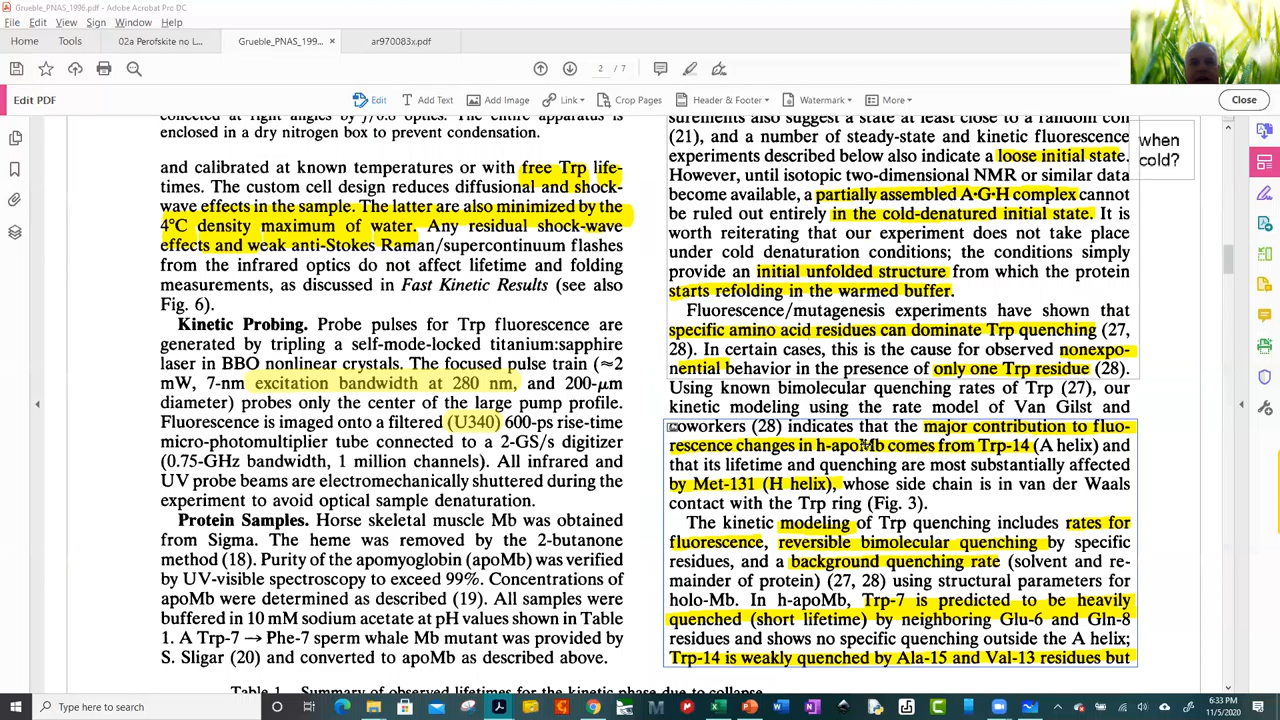 Grueble_PNAS_1996.pdf - Adobe Acrobat Pro DC
File Edit View Sign Window Help
Home Tools 02a Perofskite no L... Grueble_PNAS_199... × ar970083x.pdf
2 / 7
Edit PDF
Edit Add Text Add Image Link Crop Pages Header & Footer Watermark More
Close
enclosed in a dry nitrogen box to prevent condensation.
and calibrated at known temperatures or with free Trp life-
times. The custom cell design reduces diffusional and shock-
wave effects in the sample. The latter are also minimized by the
4°C density maximum of water. Any residual shock-wave
effects and weak anti-Stokes Raman/supercontinuum flashes
from the infrared optics do not affect lifetime and folding
measurements, as discussed in Fast Kinetic Results (see also
Fig. 6).
Kinetic Probing. Probe pulses for Trp fluorescence are
generated by tripling a self-mode-locked titanium:sapphire
laser in BBO nonlinear crystals. The focused pulse train (≈2
mW, 7-nm excitation bandwidth at 280 nm, and 200-μm
diameter) probes only the center of the large pump profile.
Fluorescence is imaged onto a filtered (U340) 600-ps rise-time
micro-photomultiplier tube connected to a 2-GS/s digitizer
(0.75-GHz bandwidth, 1 million channels). All infrared and
UV probe beams are electromechanically shuttered during the
experiment to avoid optical sample denaturation.
Protein Samples. Horse skeletal muscle Mb was obtained
from Sigma. The heme was removed by the 2-butanone
method (18). Purity of the apomyoglobin (apoMb) was verified
by UV-visible spectroscopy to exceed 99%. Concentrations of
apoMb were determined as described (19). All samples were
buffered in 10 mM sodium acetate at pH values shown in Table
1. A Trp-7 → Phe-7 sperm whale Mb mutant was provided by
S. Sligar (20) and converted to apoMb as described above.
Table 1. Summary of observed lifetimes for the kinetic phase due to collapse
surements also suggest a state at least close to a random coil
(21), and a number of steady-state and kinetic fluorescence
experiments described below also indicate a loose initial state.
However, until isotopic two-dimensional NMR or similar data
become available, a partially assembled A·G·H complex cannot
be ruled out entirely in the cold-denatured initial state. It is
worth reiterating that our experiment does not take place
under cold denaturation conditions; the conditions simply
provide an initial unfolded structure from which the protein
starts refolding in the warmed buffer.
Fluorescence/mutagenesis experiments have shown that
specific amino acid residues can dominate Trp quenching (27,
28). In certain cases, this is the cause for observed nonexpo-
nential behavior in the presence of only one Trp residue (28).
Using known bimolecular quenching rates of Trp (27), our
kinetic modeling using the rate model of Van Gilst and
coworkers (28) indicates that the major contribution to fluo-
rescence changes in h-apoMb comes from Trp-14 (A helix) and
that its lifetime and quenching are most substantially affected
by Met-131 (H helix), whose side chain is in van der Waals
contact with the Trp ring (Fig. 3).
The kinetic modeling of Trp quenching includes rates for
fluorescence, reversible bimolecular quenching by specific
residues, and a background quenching rate (solvent and re-
mainder of protein) (27, 28) using structural parameters for
holo-Mb. In h-apoMb, Trp-7 is predicted to be heavily
quenched (short lifetime) by neighboring Glu-6 and Gln-8
residues and shows no specific quenching outside the A helix;
Trp-14 is weakly quenched by Ala-15 and Val-13 residues but
when
cold?
Type here to search
6:33 PM
11/5/2020